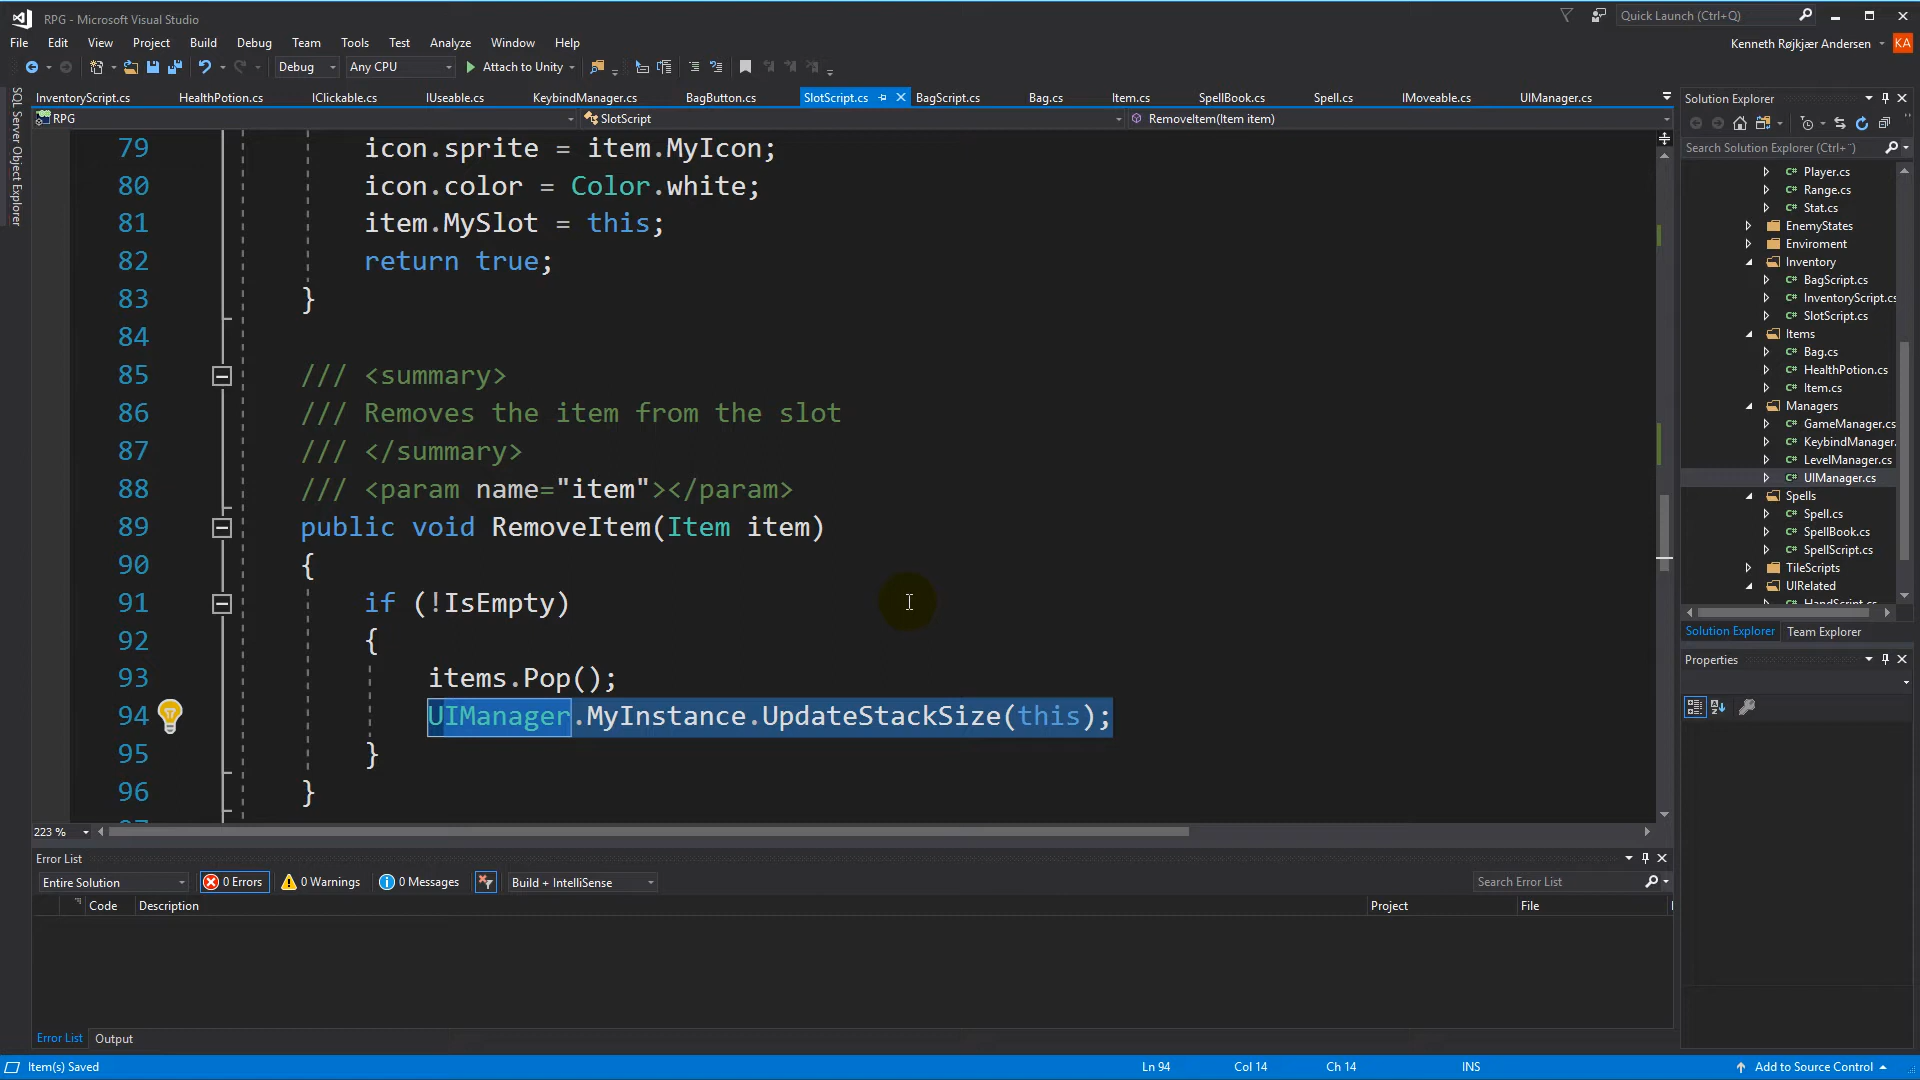 RPG - Microsoft Visual Studio
Quick Launch (Ctrl+Q)
File Edit View Project Build Debug Team Tools Test Analyze Window Help
Kenneth Røjkjær Andersen KA
Debug Any CPU Attach to Unity
InventoryScript.cs HealthPotion.cs IClickable.cs IUseable.cs KeybindManager.cs BagButton.cs SlotScript.cs BagScript.cs Bag.cs Item.cs SpellBook.cs Spell.cs IMoveable.cs UIManager.cs
RPG SlotScript RemoveItem(Item item)
SQL Server Object Explorer
79 icon.sprite = item.MyIcon;
80 icon.color = Color.white;
81 item.MySlot = this;
82 return true;
83 }
84
85 /// <summary>
86 /// Removes the item from the slot
87 /// </summary>
88 /// <param name="item"></param>
89 public void RemoveItem(Item item)
90 {
91 if (!IsEmpty)
92 {
93 items.Pop();
94 UIManager.MyInstance.UpdateStackSize(this);
95 }
96 }
223 %
Solution Explorer
Search Solution Explorer (Ctrl+¨)
Player.cs
Range.cs
Stat.cs
EnemyStates
Enviroment
Inventory
BagScript.cs
InventoryScript.cs
SlotScript.cs
Items
Bag.cs
HealthPotion.cs
Item.cs
Managers
GameManager.cs
KeybindManager.
LevelManager.cs
UIManager.cs
Spells
Spell.cs
SpellBook.cs
SpellScript.cs
TileScripts
UIRelated
Solution Explorer Team Explorer
Properties
Error List
Entire Solution 0 Errors 0 Warnings 0 Messages Build + IntelliSense Search Error List
Code Description Project File
Error List Output
Item(s) Saved Ln 94 Col 14 Ch 14 INS Add to Source Control